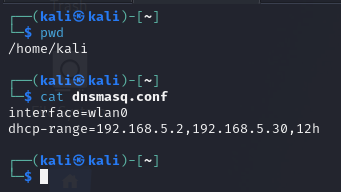 ┌──(kali㉿kali)-[~]
└─$ pwd
/home/kali
┌──(kali㉿kali)-[~]
└─$ cat dnsmasq.conf
interface=wlan0
dhcp-range=192.168.5.2,192.168.5.30,12h
┌──(kali㉿kali)-[~]
└─$